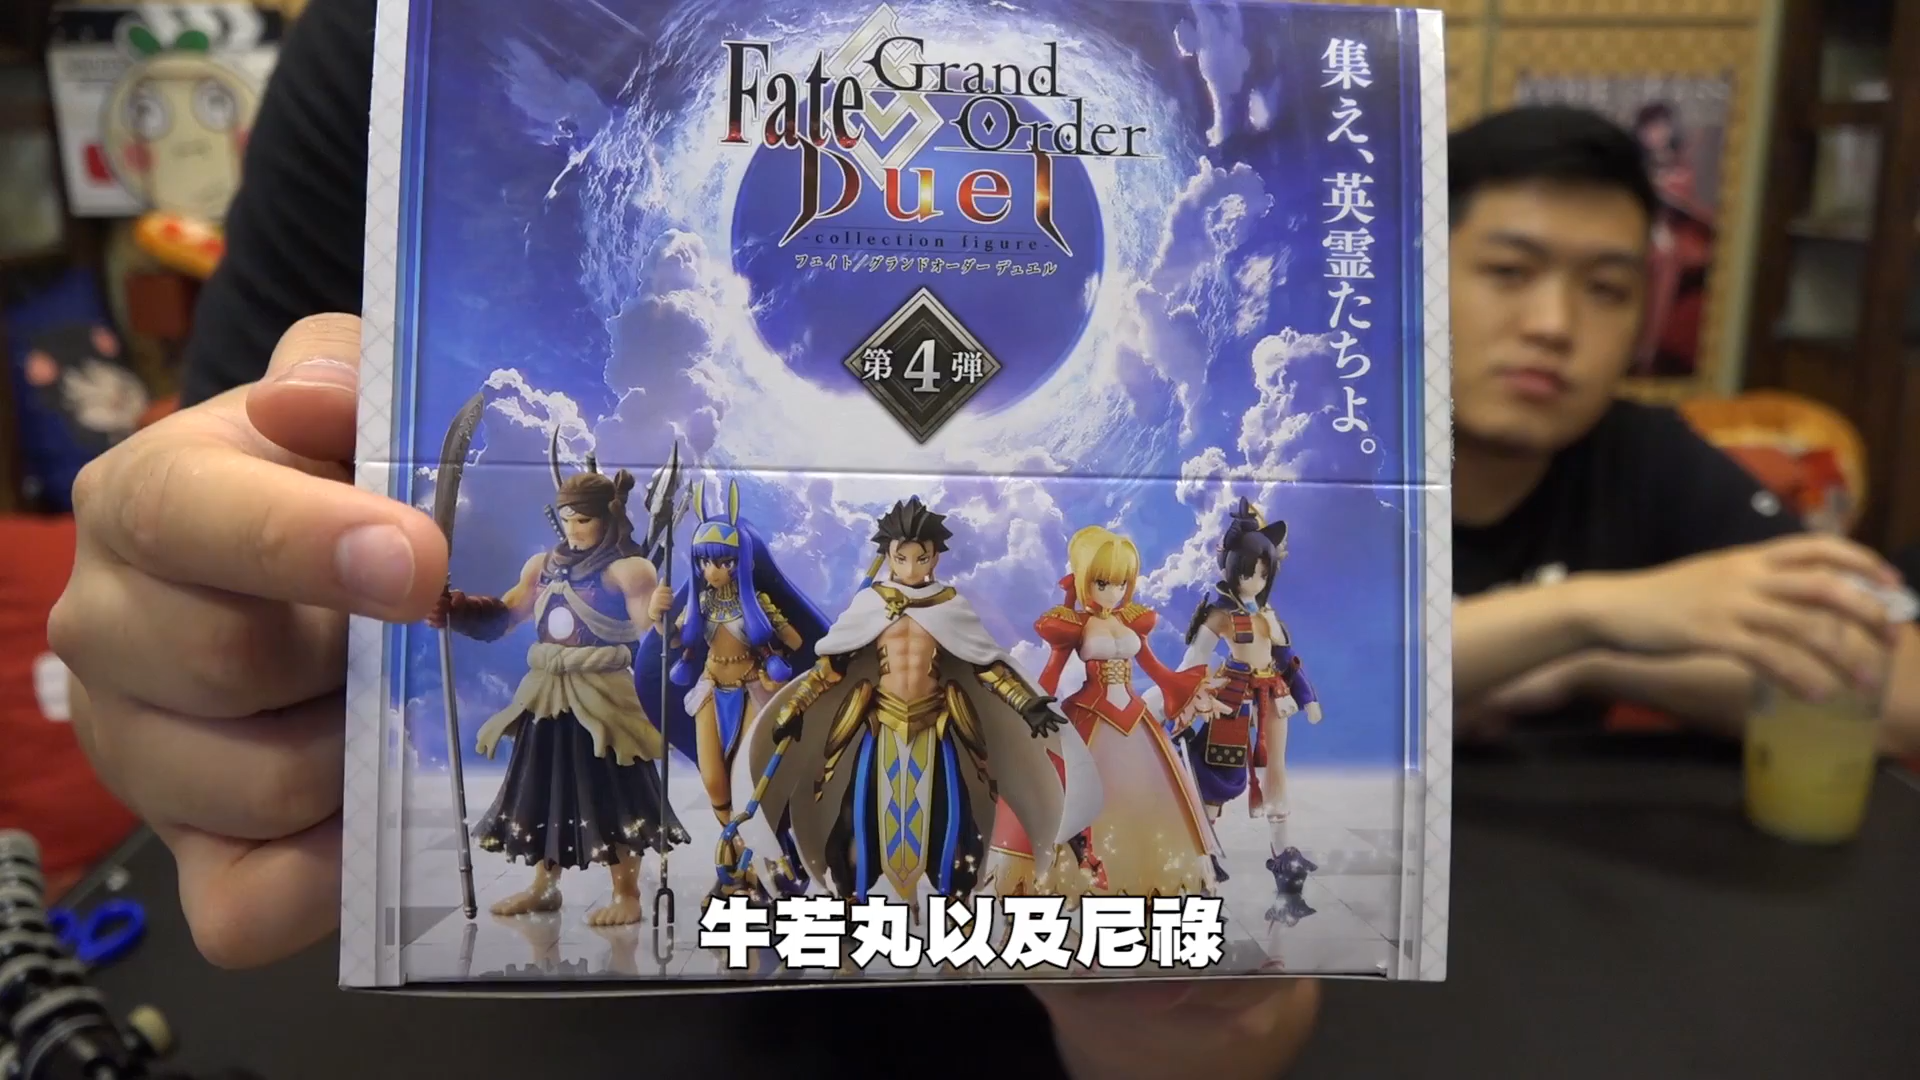 Fate
Grand
Order
Duel
-collection figure-
フェイト/グランドオーダー デュエル
第4弾
集え、英霊たちよ。
牛若丸以及尼祿